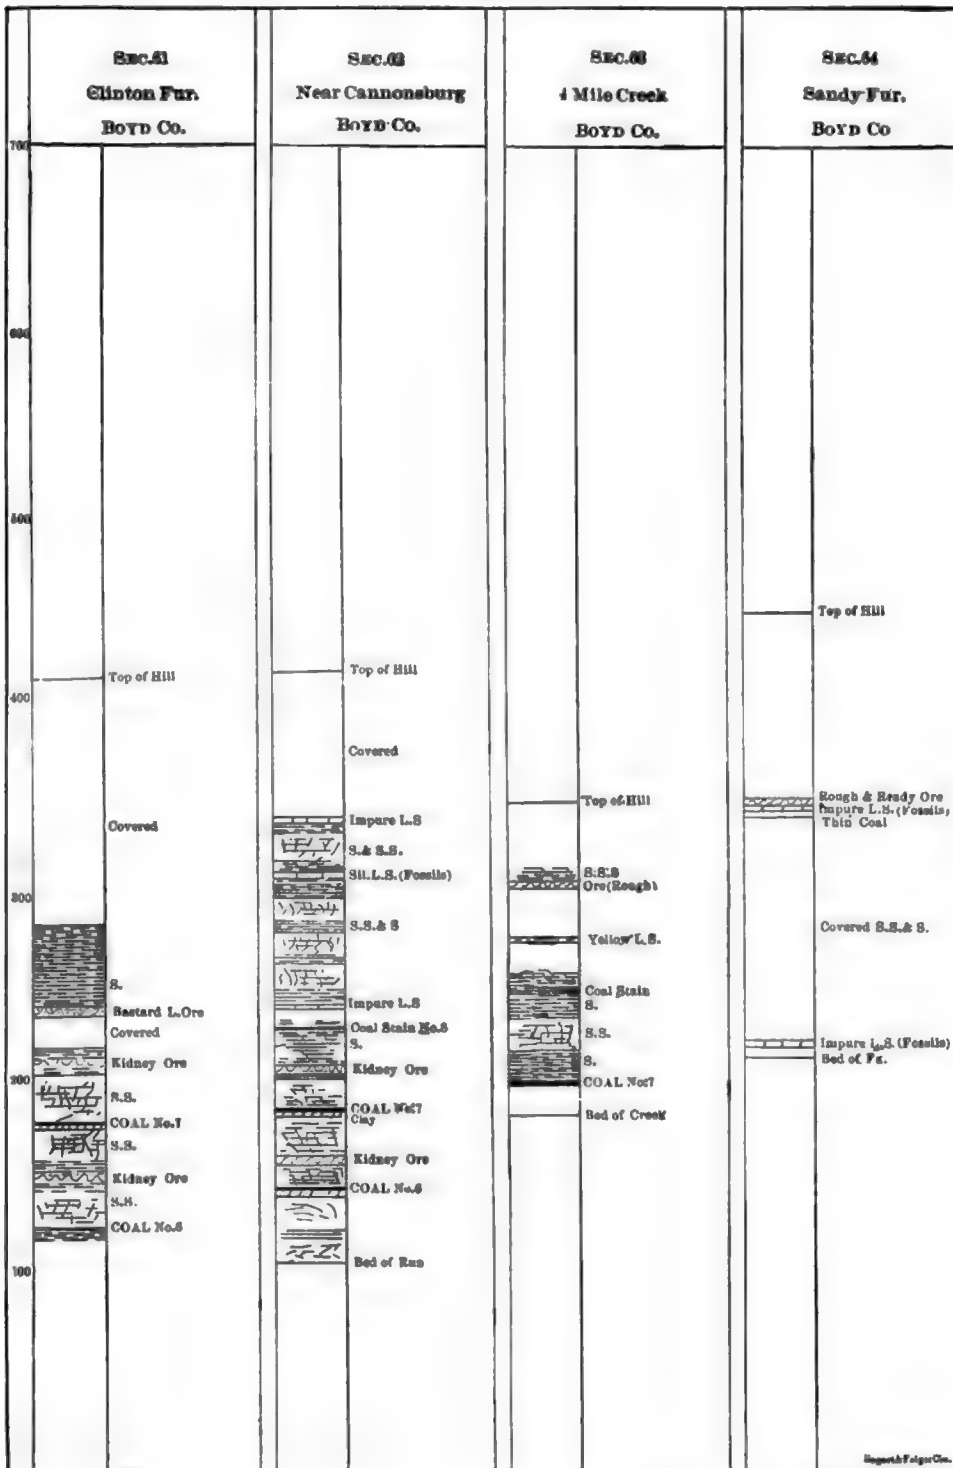 SEC.61
Clinton Fur.
BOYD CO.
700
600
500
400
300
200
100
Top of Hill
Covered
S.
Bastard L. Ore
Covered
Kidney Ore
S.S.
COAL No.7
S.S.
Kidney Ore
S.S.
COAL No.6
SEC.62
Near Cannonsburg
BOYD CO.
Top of Hill
Covered
Impure L.S
S.& S.S.
Sil.L.S.(Fossils)
S.S.& S
Impure L.S
Coal Stain No.8
S.
Kidney Ore
COAL No.7
Clay
Kidney Ore
COAL No.6
Bed of Run
SEC.63
4 Mile Creek
BOYD CO.
Top of Hill
S.S.S
Ore(Rough)
Yellow L.S.
Coal Stain
S.
S.S.
S.
COAL No.7
Bed of Creek
SEC.64
Sandy Fur.
BOYD CO
Top of Hill
Rough & Ready Ore
Impure L.S.(Fossils)
Thin Coal
Covered S.S.& S.
Impure L.S.(Fossils)
Bed of